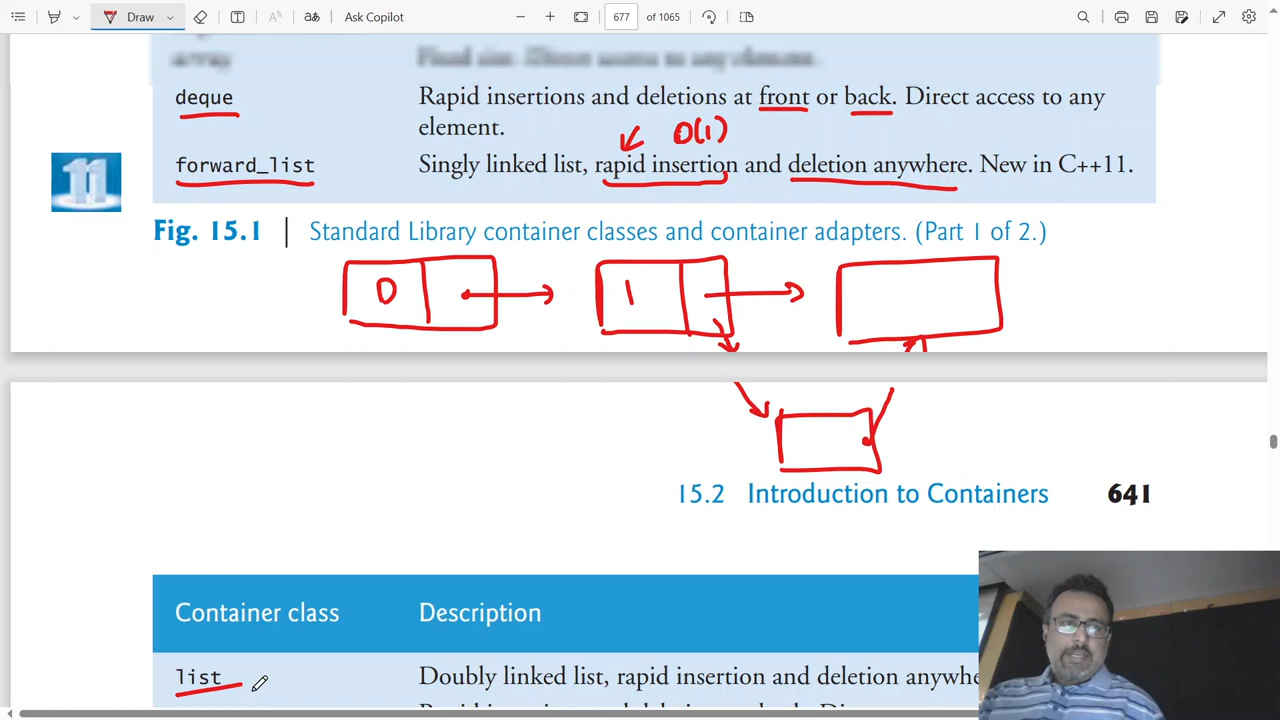 Draw
Ask Copilot
677 of 1065
deque Rapid insertions and deletions at front or back. Direct access to any
element.
O(1)
11
forward_list Singly linked list, rapid insertion and deletion anywhere. New in C++11.
Fig. 15.1 | Standard Library container classes and container adapters. (Part 1 of 2.)
0 1
15.2 Introduction to Containers 641
Container class Description
list Doubly linked list, rapid insertion and deletion anywhe